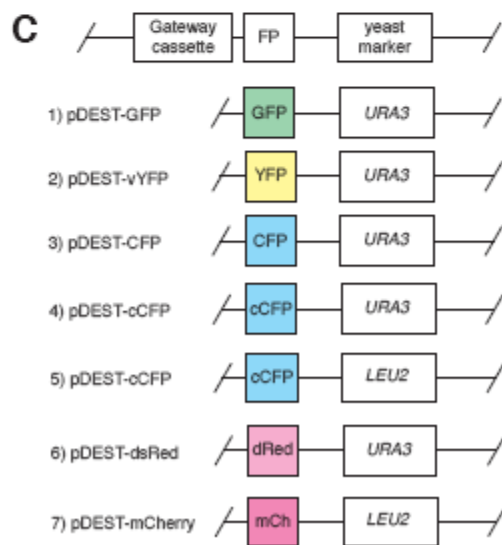 C
Gateway
cassette
FP
yeast
marker
1) pDEST-GFP
GFP
URA3
2) pDEST-vYFP
YFP
URA3
3) pDEST-CFP
CFP
URA3
4) pDEST-cCFP
cCFP
URA3
5) pDEST-cCFP
cCFP
LEU2
6) pDEST-dsRed
dRed
URA3
7) pDEST-mCherry
mCh
LEU2